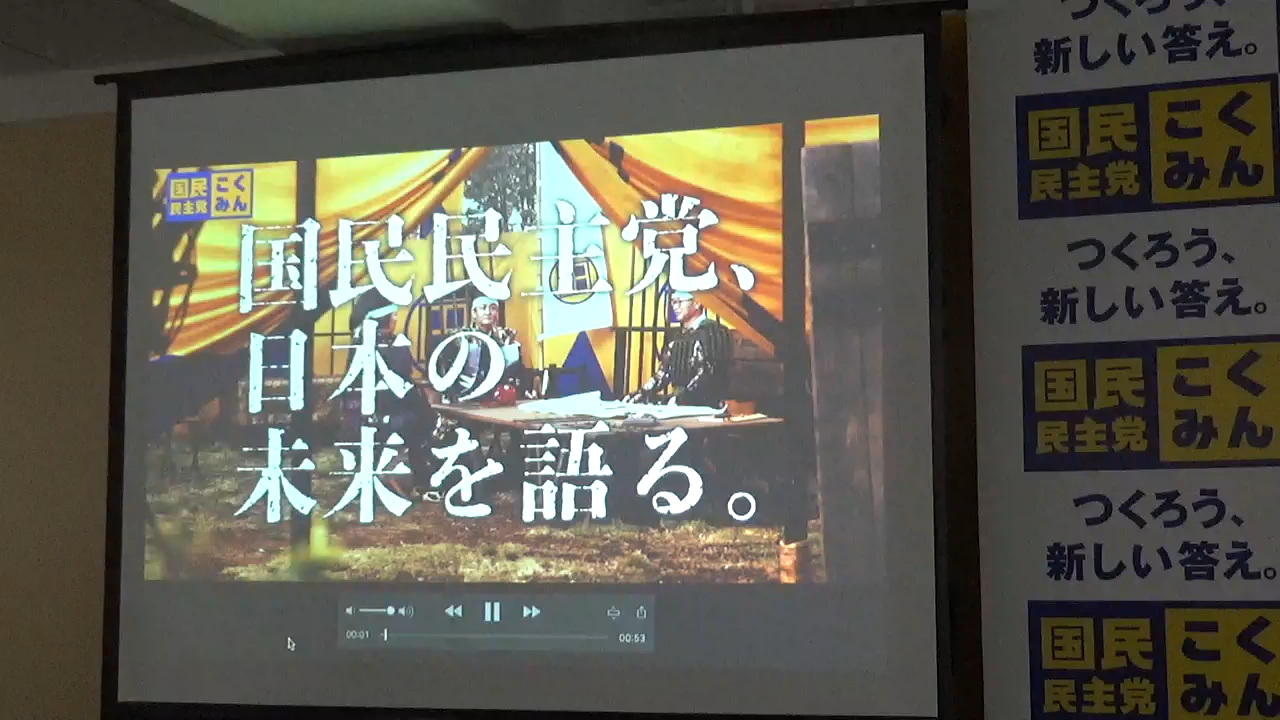 国民
民主党
こく
みん
国民民主党、
日本の
未来を語る。
00:01
00:53
つくろう、
新しい答え。
国民
民主党
こく
みん
つくろう、
新しい答え。
国民
民主党
こく
みん
つくろう、
新しい答え。
国民
民主党
こく
みん